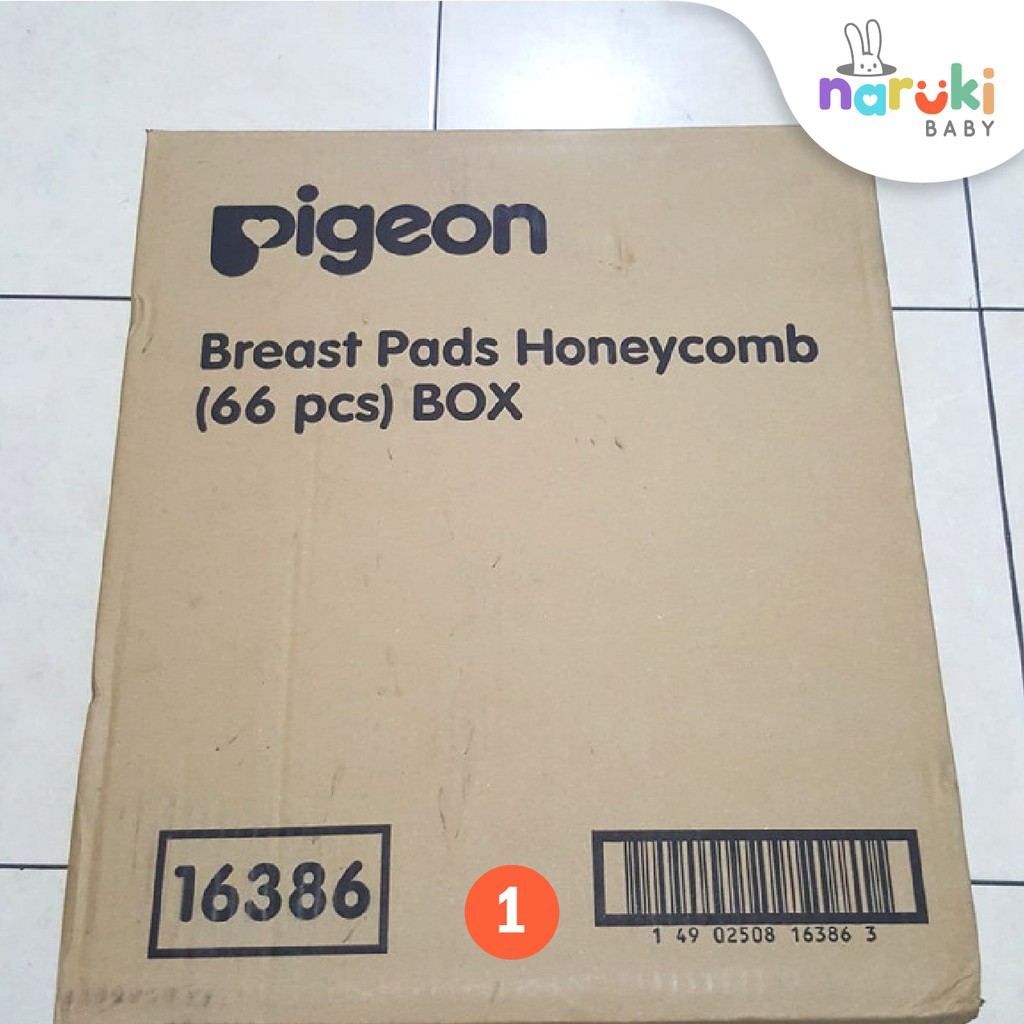 naruki
BABY
pigeon
Breast Pads Honeycomb
(66 pcs) BOX
16386
1
1 49 02508 16386 3